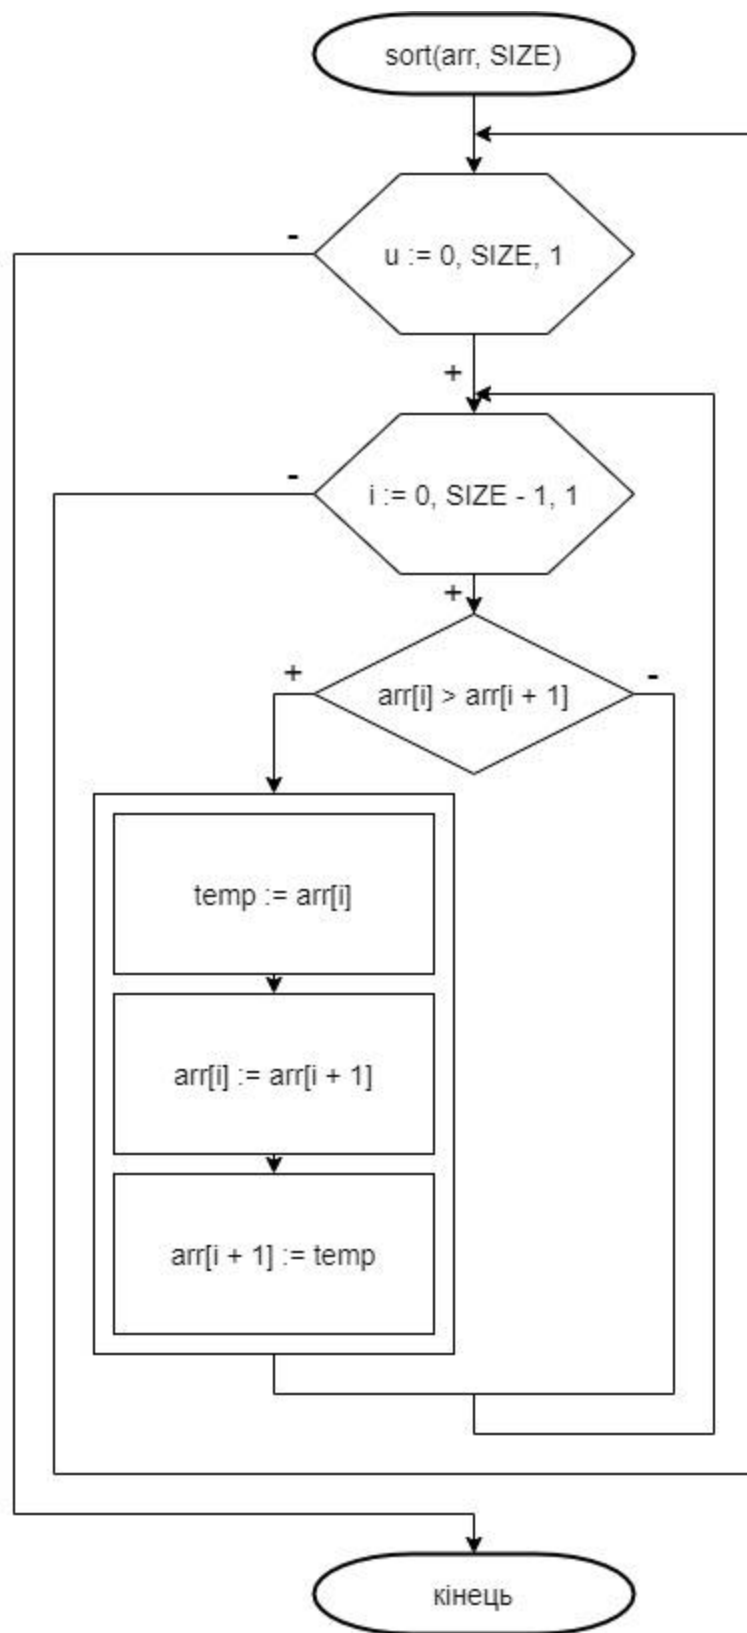 sort(arr, SIZE)
-
u := 0, SIZE, 1
+
-
i := 0, SIZE - 1, 1
+
+
-
arr[i] > arr[i + 1]
temp := arr[i]
arr[i] := arr[i + 1]
arr[i + 1] := temp
кінець